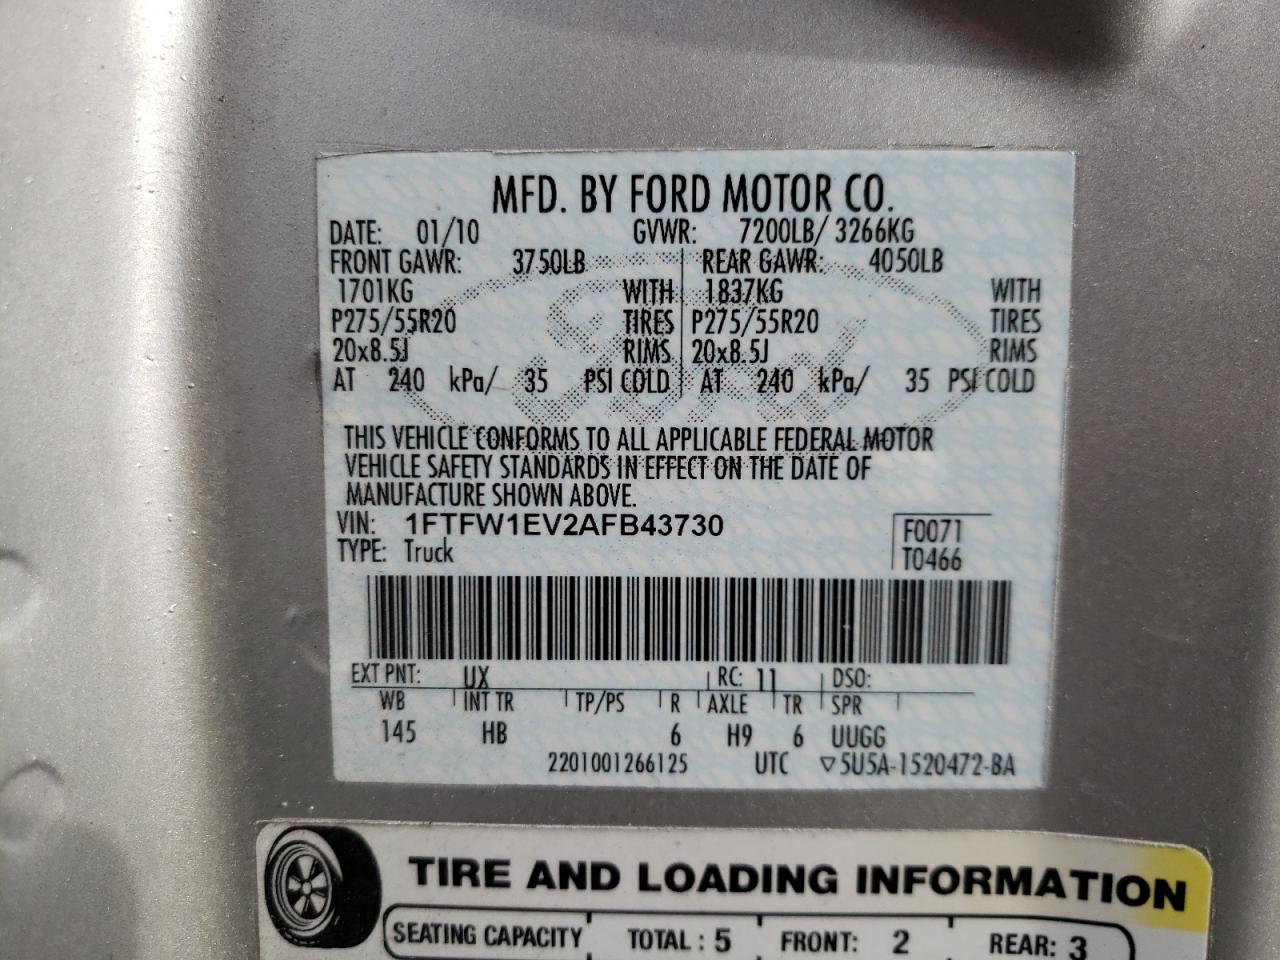 MFD. BY FORD MOTOR CO.
DATE: 01/10 GVWR: 7200LB/ 3266KG
FRONT GAWR: 3750LB REAR GAWR: 4050LB
1701KG WITH 1837KG WITH
P275/55R20 TIRES P275/55R20 TIRES
20x8.5J RIMS 20x8.5J RIMS
AT 240 kPa/ 35 PSI COLD AT 240 kPa/ 35 PSI COLD
Ford
THIS VEHICLE CONFORMS TO ALL APPLICABLE FEDERAL MOTOR
VEHICLE SAFETY STANDARDS IN EFFECT ON THE DATE OF
MANUFACTURE SHOWN ABOVE.
VIN: 1FTFW1EV2AFB43730 F0071
TYPE: Truck T0466
EXT PNT: UX RC: 11 DSO:
WB INT TR TP/PS R AXLE TR SPR
145 HB 6 H9 6 UUGG
2201001266125 UTC ▽5U5A-1520472-BA
TIRE AND LOADING INFORMATION
SEATING CAPACITY TOTAL: 5 FRONT: 2 REAR: 3